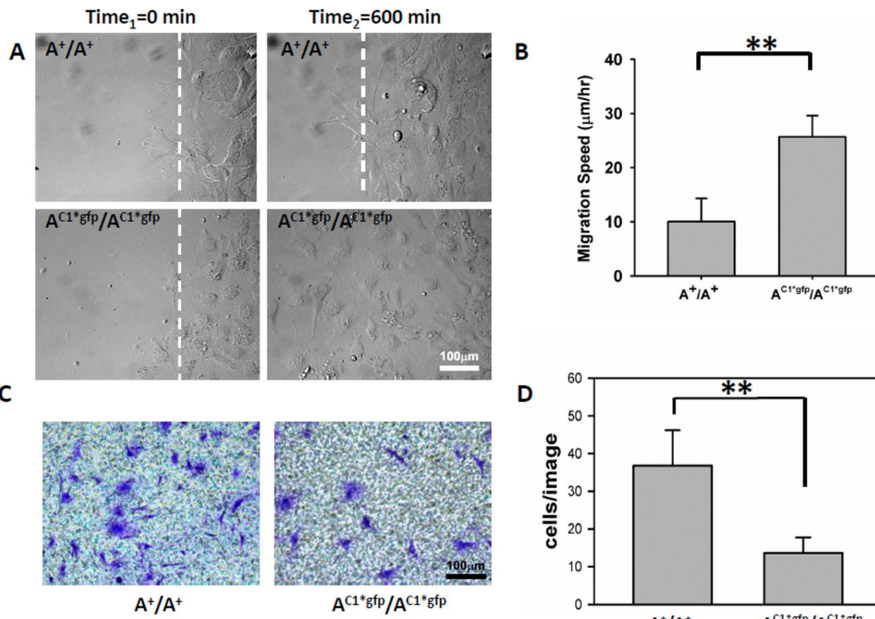 Time₁=0 min
Time₂=600 min
A
A⁺/A⁺
A⁺/A⁺
Aᶜ¹*ᵍᶠᵖ/Aᶜ¹*ᵍᶠᵖ
Aᶜ¹*ᵍᶠᵖ/Aᶜ¹*ᵍᶠᵖ
100μm
B
**
Migration Speed (μm/hr)
40
30
20
10
0
A⁺/A⁺
Aᶜ¹*ᵍᶠᵖ/Aᶜ¹*ᵍᶠᵖ
C
100μm
A⁺/A⁺
Aᶜ¹*ᵍᶠᵖ/Aᶜ¹*ᵍᶠᵖ
D
**
cells/image
60
50
40
30
20
10
0